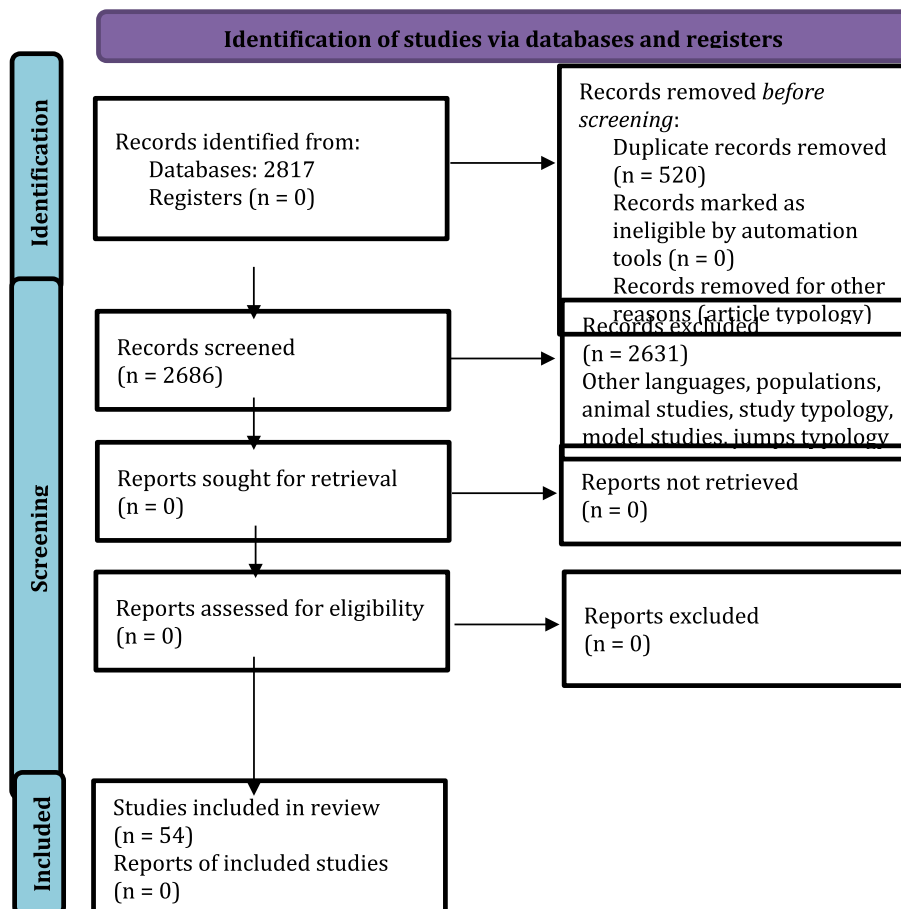 Identification of studies via databases and registers
Identification
Records identified from:
Databases: 2817
Registers (n = 0)
Records removed before
screening:
Duplicate records removed
(n = 520)
Records marked as
ineligible by automation
tools (n = 0)
Records removed for other
reasons (article typology)
Screening
Records screened
(n = 2686)
Records excluded
(n = 2631)
Other languages, populations,
animal studies, study typology,
model studies, jumps typology
Reports sought for retrieval
(n = 0)
Reports not retrieved
(n = 0)
Reports assessed for eligibility
(n = 0)
Reports excluded
(n = 0)
Included
Studies included in review
(n = 54)
Reports of included studies
(n = 0)